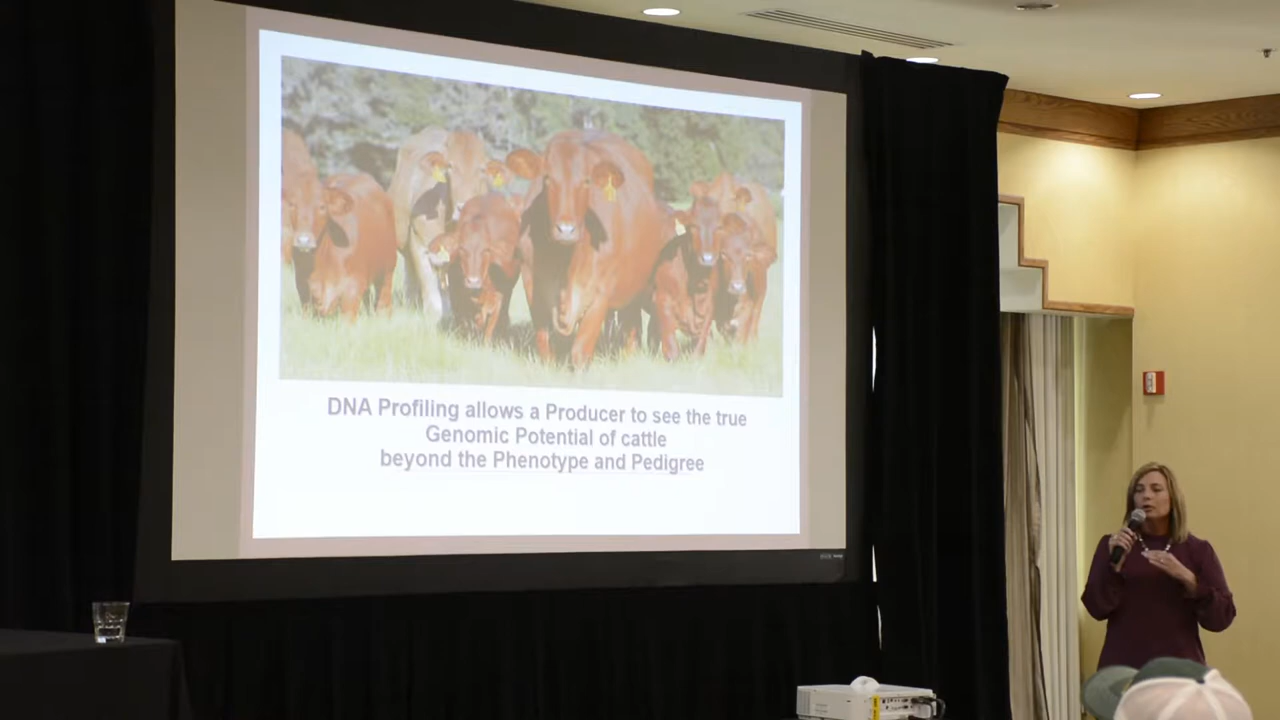 DNA Profiling allows a Producer to see the true
Genomic Potential of cattle
beyond the Phenotype and Pedigree